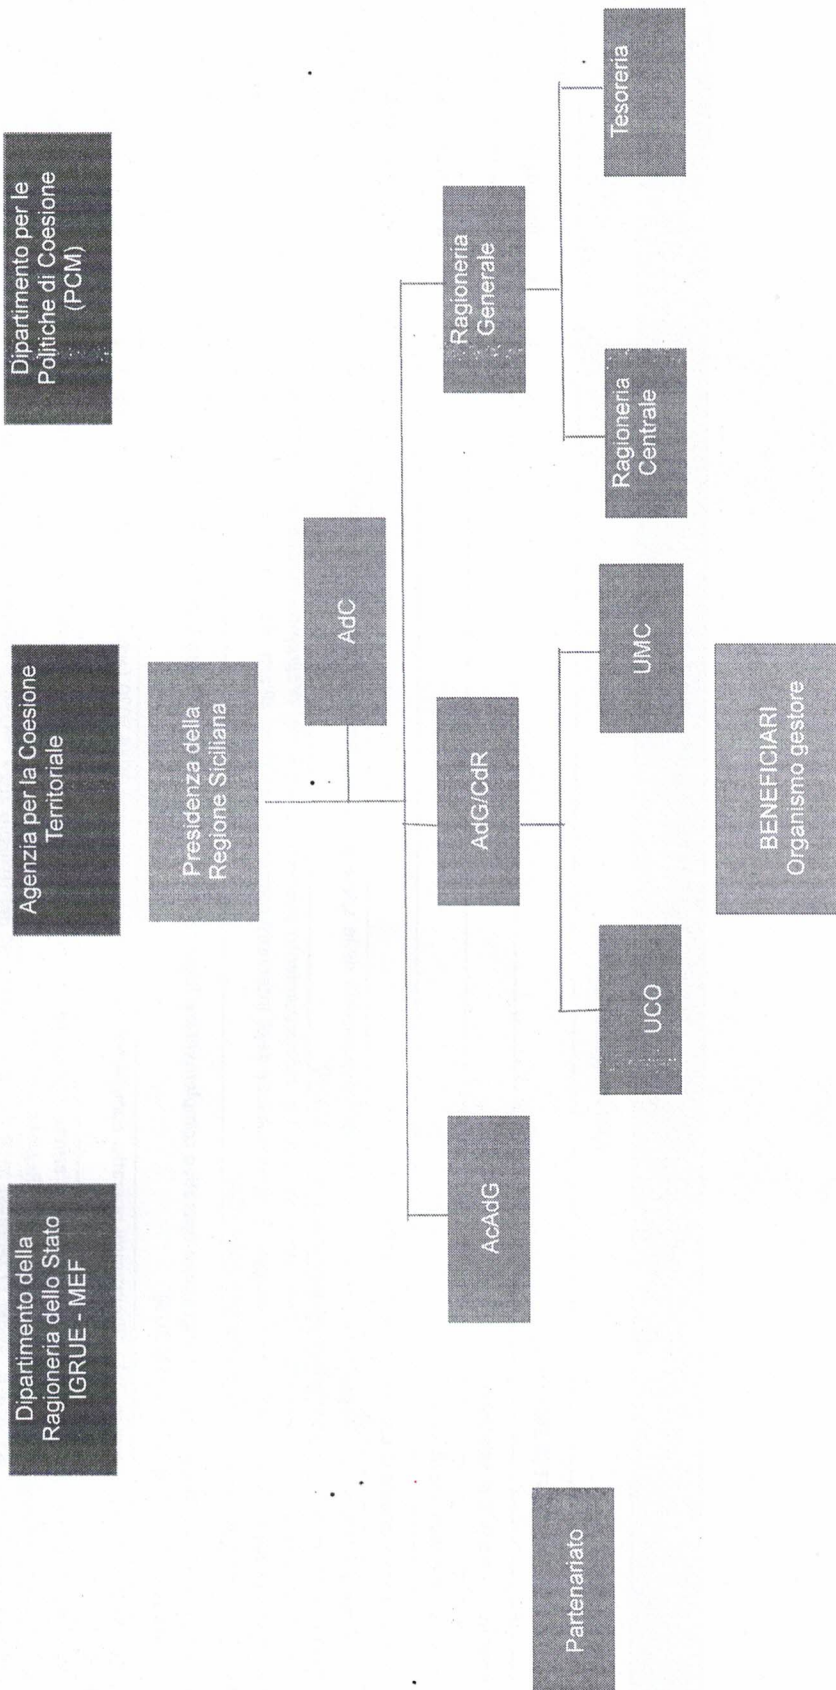 Dipartimento della
Ragioneria dello Stato
IGRUE - MEF
Agenzia per la Coesione
Territoriale
Dipartimento per le
Politiche di Coesione
(PCM)
Presidenza della
Regione Siciliana
AdC
AcAdG
AdG/CdR
Ragioneria
Generale
Partenariato
UCO
UMC
Ragioneria
Centrale
Tesoreria
BENEFICIARI
Organismo gestore